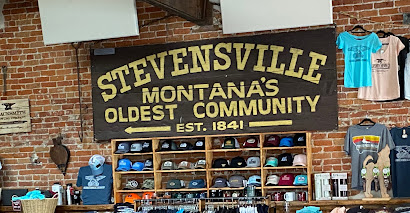 STEVENSVILLE
MONTANA'S
OLDEST COMMUNITY
EST. 1841